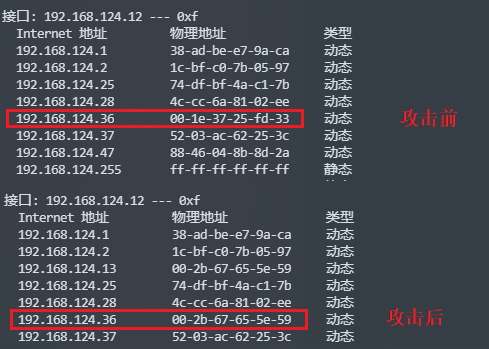 接口: 192.168.124.12 --- 0xf
Internet 地址 物理地址 类型
192.168.124.1 38-ad-be-e7-9a-ca 动态
192.168.124.2 1c-bf-c0-7b-05-97 动态
192.168.124.25 74-df-bf-4a-c1-7b 动态
192.168.124.28 4c-cc-6a-81-02-ee 动态
192.168.124.36 00-1e-37-25-fd-33 动态 攻击前
192.168.124.37 52-03-ac-62-25-3c 动态
192.168.124.47 88-46-04-8b-8d-2a 动态
192.168.124.255 ff-ff-ff-ff-ff-ff 静态
接口: 192.168.124.12 --- 0xf
Internet 地址 物理地址 类型
192.168.124.1 38-ad-be-e7-9a-ca 动态
192.168.124.2 1c-bf-c0-7b-05-97 动态
192.168.124.13 00-2b-67-65-5e-59 动态
192.168.124.25 74-df-bf-4a-c1-7b 动态
192.168.124.28 4c-cc-6a-81-02-ee 动态
192.168.124.36 00-2b-67-65-5e-59 动态 攻击后
192.168.124.37 52-03-ac-62-25-3c 动态